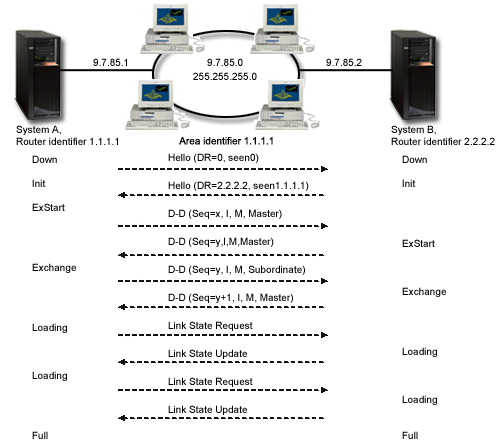 9.7.85.1
9.7.85.0
255.255.255.0
9.7.85.2
System A,
Router identifier 1.1.1.1
Area identifier 1.1.1.1
System B,
Router identifier 2.2.2.2
Down
Hello (DR=0, seen0)
Down
Init
Hello (DR=2.2.2.2, seen1.1.1.1)
Init
ExStart
D-D (Seq=x, I, M, Master)
D-D (Seq=y,I,M,Master)
ExStart
Exchange
D-D (Seq=y, I, M, Subordinate)
Exchange
D-D (Seq=y+1, I, M, Master)
Loading
Link State Request
Link State Update
Loading
Loading
Link State Request
Loading
Link State Update
Full
Full